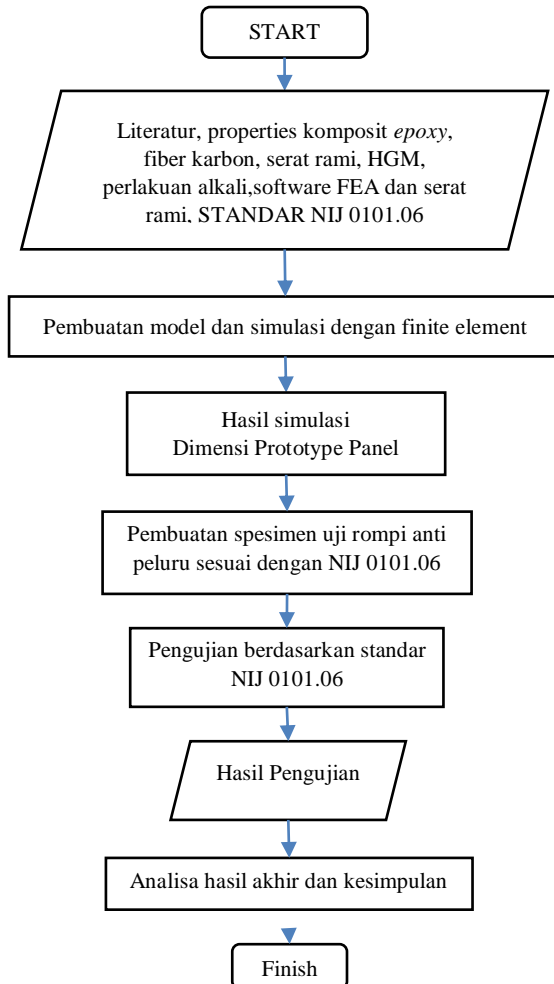 START
Literatur, properties komposit epoxy,
fiber karbon, serat rami, HGM,
perlakuan alkali,software FEA dan serat
rami, STANDAR NIJ 0101.06
Pembuatan model dan simulasi dengan finite element
Hasil simulasi
Dimensi Prototype Panel
Pembuatan spesimen uji rompi anti
peluru sesuai dengan NIJ 0101.06
Pengujian berdasarkan standar
NIJ 0101.06
Hasil Pengujian
Analisa hasil akhir dan kesimpulan
Finish